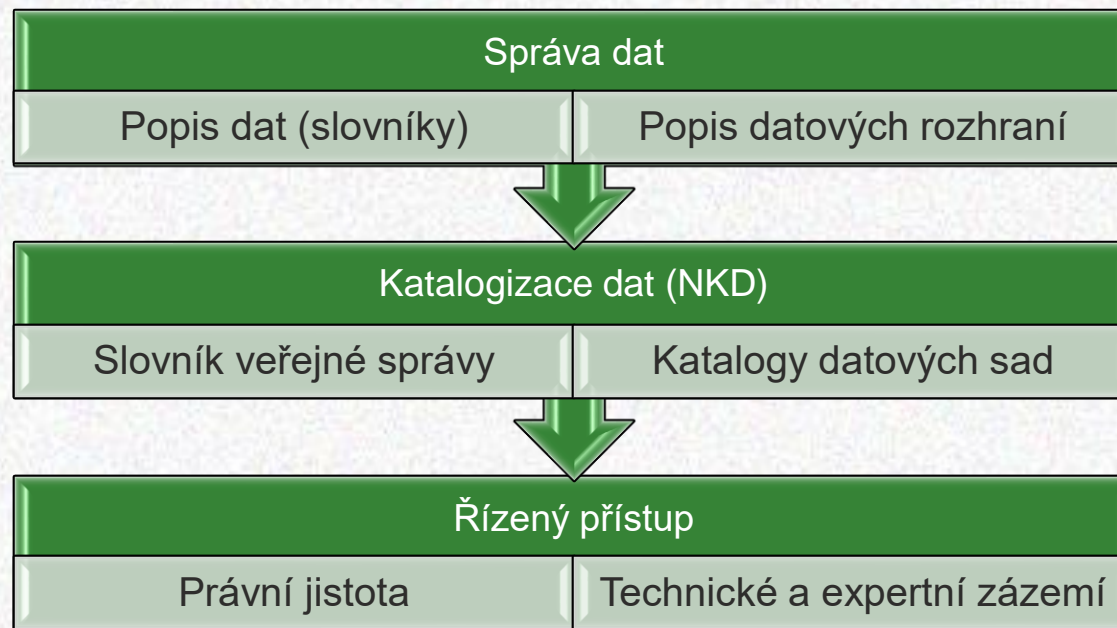 Správa dat
Popis dat (slovníky)
Popis datových rozhraní
Katalogizace dat (NKD)
Slovník veřejné správy
Katalogy datových sad
Řízený přístup
Právní jistota
Technické a expertní zázemí